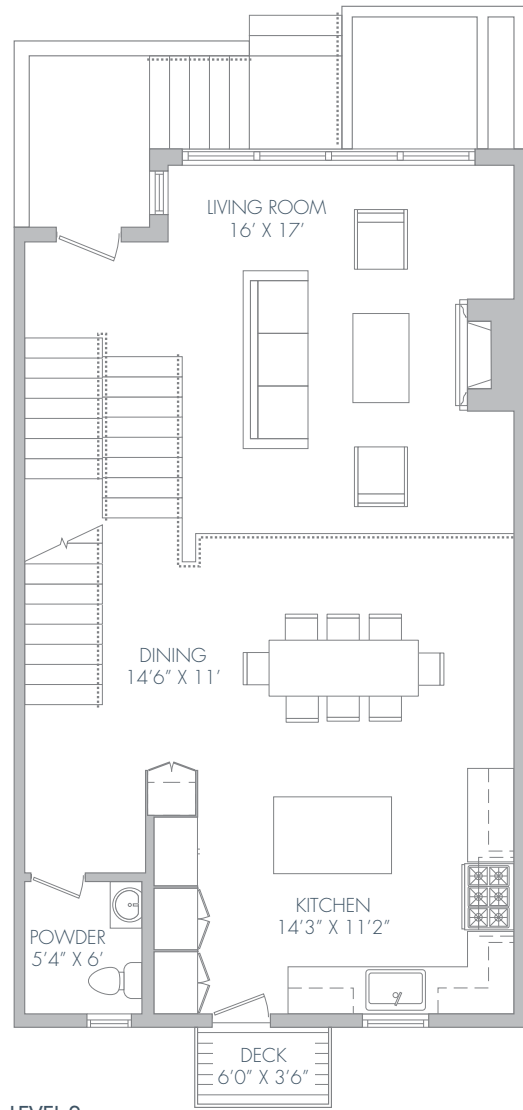 LIVING ROOM
16’ X 17’
DINING
14’6” X 11’
KITCHEN
14’3” X 11’2”
POWDER
5’4” X 6’
DECK
6’0” X 3’6”